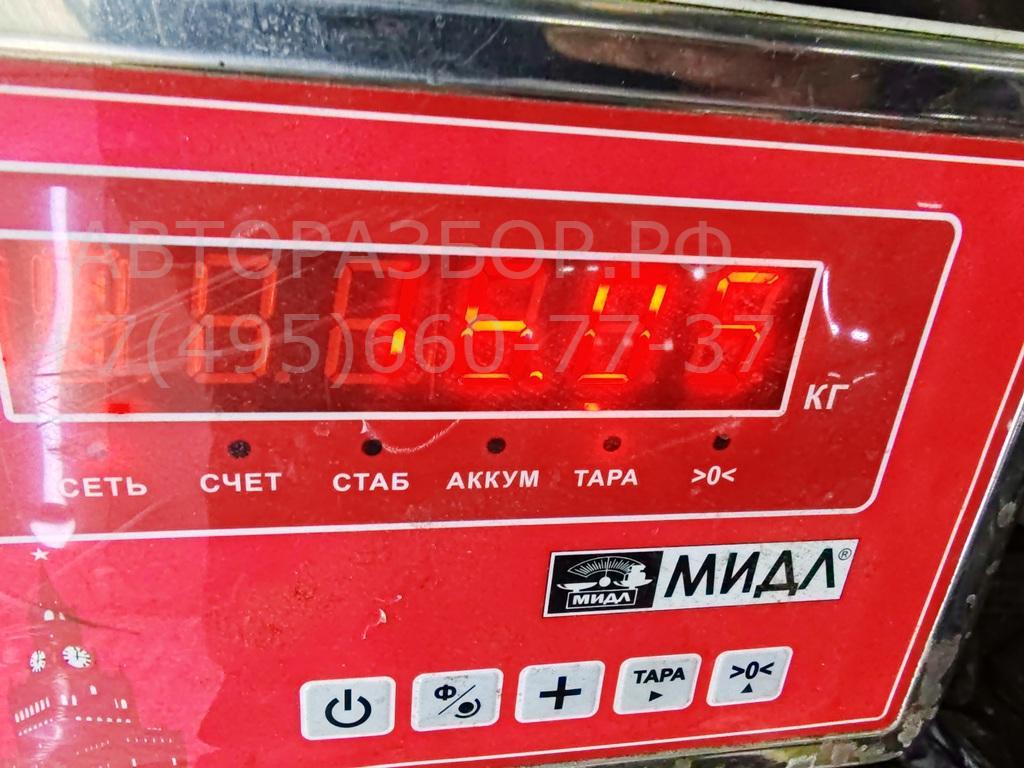 АВТОРАЗБОР.РФ
7(495)660-77-37
КГ
СЕТЬ СЧЕТ СТАБ АККУМ ТАРА >0<
МИДЛ МИДЛ®
Ф + ТАРА >0<